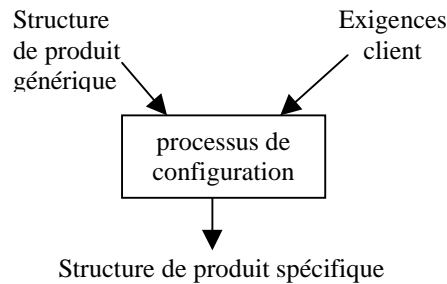 Structure
de produit
générique
Exigences
client
processus de
configuration
Structure de produit spécifique